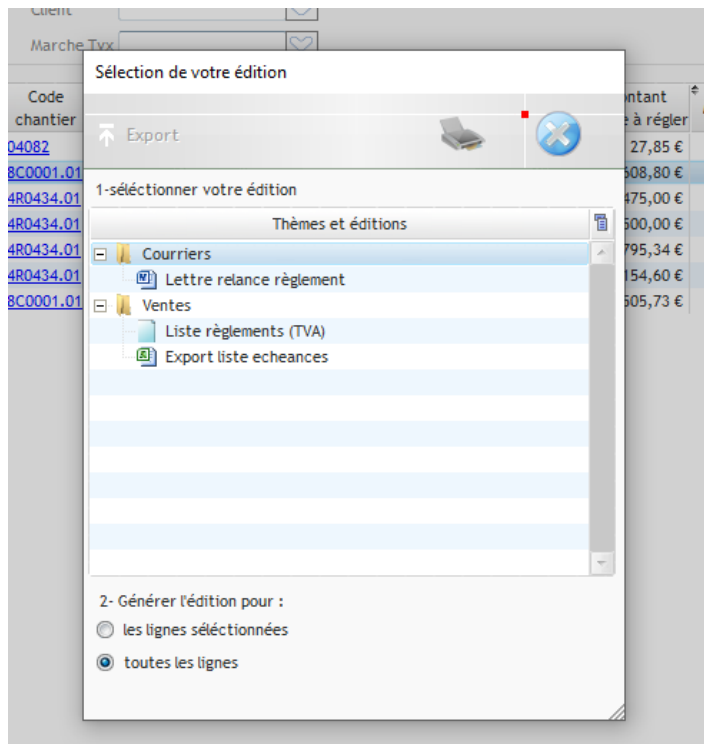 Client
Marche Tvx
Sélection de votre édition
Code
chantier
ontant
e à régler
Export
04082
27,85 €
8C0001.01
608,80 €
1-séléctionner votre édition
4R0434.01
475,00 €
Thèmes et éditions
4R0434.01
500,00 €
4R0434.01
795,34 €
Courriers
4R0434.01
154,60 €
Lettre relance règlement
8C0001.01
505,73 €
Ventes
Liste règlements (TVA)
Export liste echeances
2- Générer l'édition pour :
les lignes séléctionnées
toutes les lignes